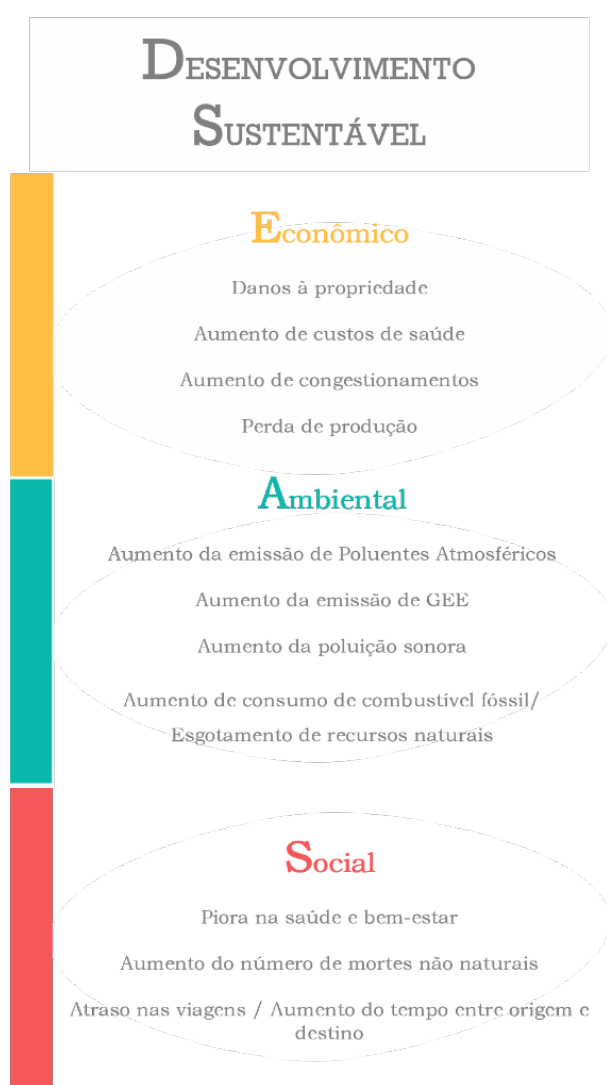 DESENVOLVIMENTO
SUSTENTÁVEL
Econômico
Danos à propriedade
Aumento de custos de saúde
Aumento de congestionamentos
Perda de produção
Ambiental
Aumento da emissão de Poluentes Atmosféricos
Aumento da emissão de GEE
Aumento da poluição sonora
Aumento de consumo de combustível fóssil/
Esgotamento de recursos naturais
Social
Piora na saúde e bem-estar
Aumento do número de mortes não naturais
Atraso nas viagens / Aumento do tempo entre origem e
destino